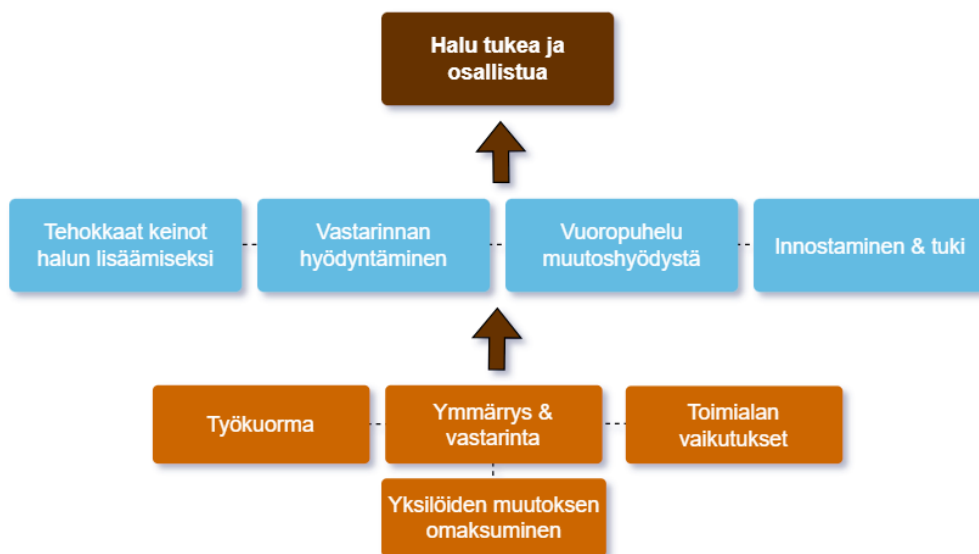 Halu tukea ja
osallistua
Tehokkaat keinot
halun lisäämiseksi
Vastarinnan
hyödyntäminen
Vuoropuhelu
muutoshyödystä
Innostaminen & tuki
Työkuorma
Ymmärrys &
vastarinta
Toimialan
vaikutukset
Yksilöiden muutoksen
omaksuminen